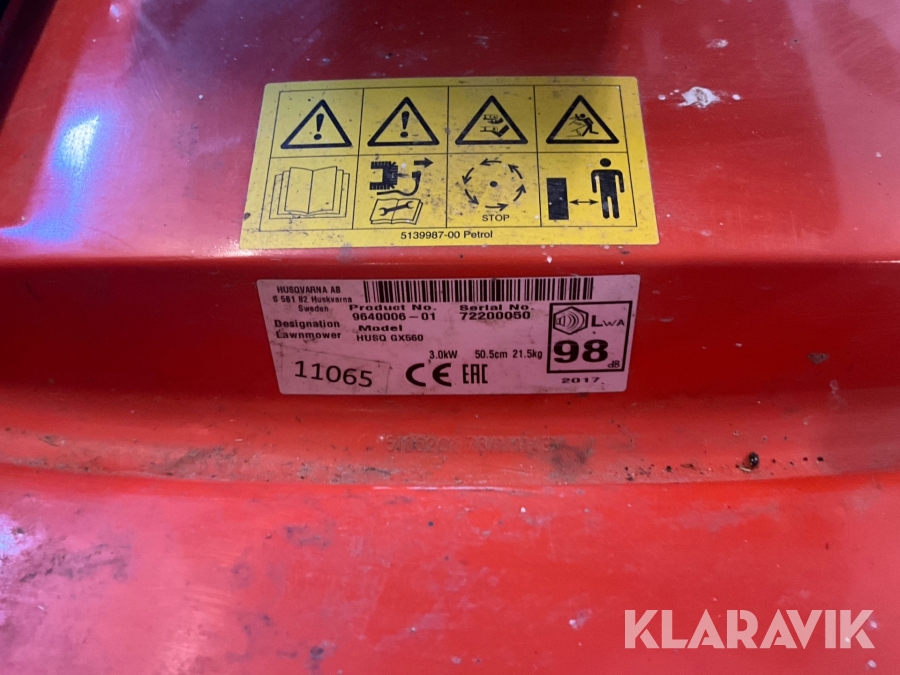 STOP
5139987-00 Petrol
HUSQVARNA AB
S 561 82 Huskvarna
Sweden
Product No. Serial No.
9640006-01 72200050
Designation Model
Lawnmower HUSQ GX560
3.0kW 50.5cm 21.5kg
LWA
98
dB
11065 CE EAC
2017
KLARAVIK